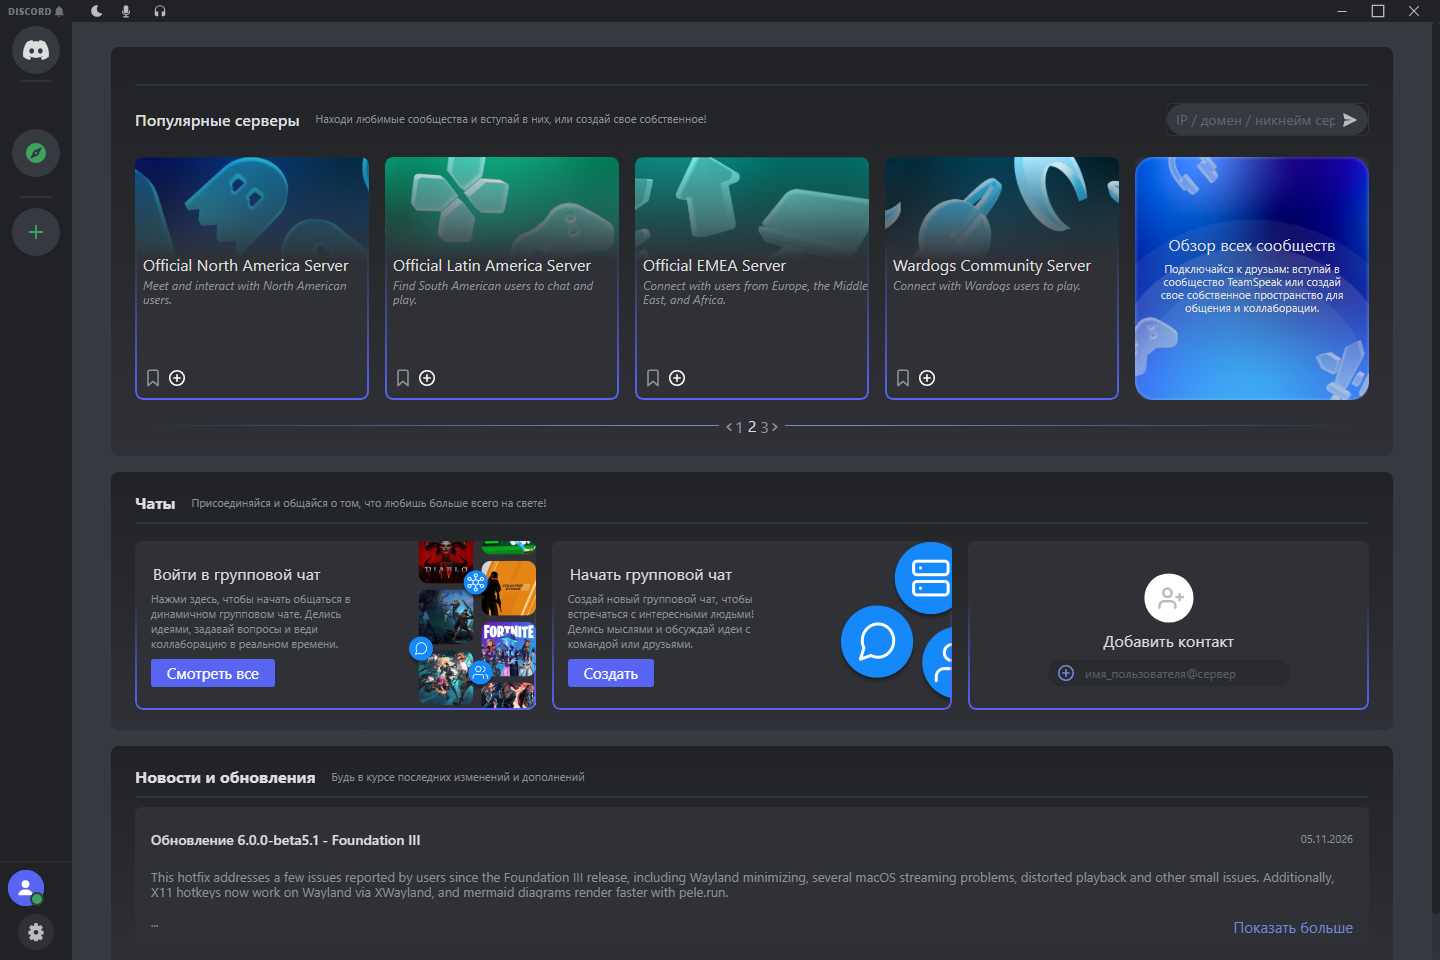 DISCORD
Популярные серверы
Находи любимые сообщества и вступай в них, или создай свое собственное!
IP / домен / никнейм сер
Official North America Server
Meet and interact with North American
users.
Official Latin America Server
Find South American users to chat and
play.
Official EMEA Server
Connect with users from Europe, the Middle
East, and Africa.
Wardogs Community Server
Connect with Wardogs users to play.
Обзор всех сообществ
Подключайся к друзьям: вступай в
сообщество TeamSpeak или создай
свое собственное пространство для
общения и коллаборации.
1 2 3
Чаты
Присоединяйся и общайся о том, что любишь больше всего на свете!
Войти в групповой чат
Нажми здесь, чтобы начать общаться в
динамичном групповом чате. Делись
идеями, задавай вопросы и веди
коллаборацию в реальном времени.
Смотреть все
DIABLO
COUNTER
STRIKE
FORTNITE
Начать групповой чат
Создай новый групповой чат, чтобы
встречаться с интересными людьми!
Делись мыслями и обсуждай идеи с
командой или друзьями.
Создать
Добавить контакт
имя_пользователя@сервер
Новости и обновления
Будь в курсе последних изменений и дополнений
Обновление 6.0.0-beta5.1 - Foundation III
05.11.2026
This hotfix addresses a few issues reported by users since the Foundation III release, including Wayland minimizing, several macOS streaming problems, distorted playback and other small issues. Additionally,
X11 hotkeys now work on Wayland via XWayland, and mermaid diagrams render faster with pele.run.
...
Показать больше